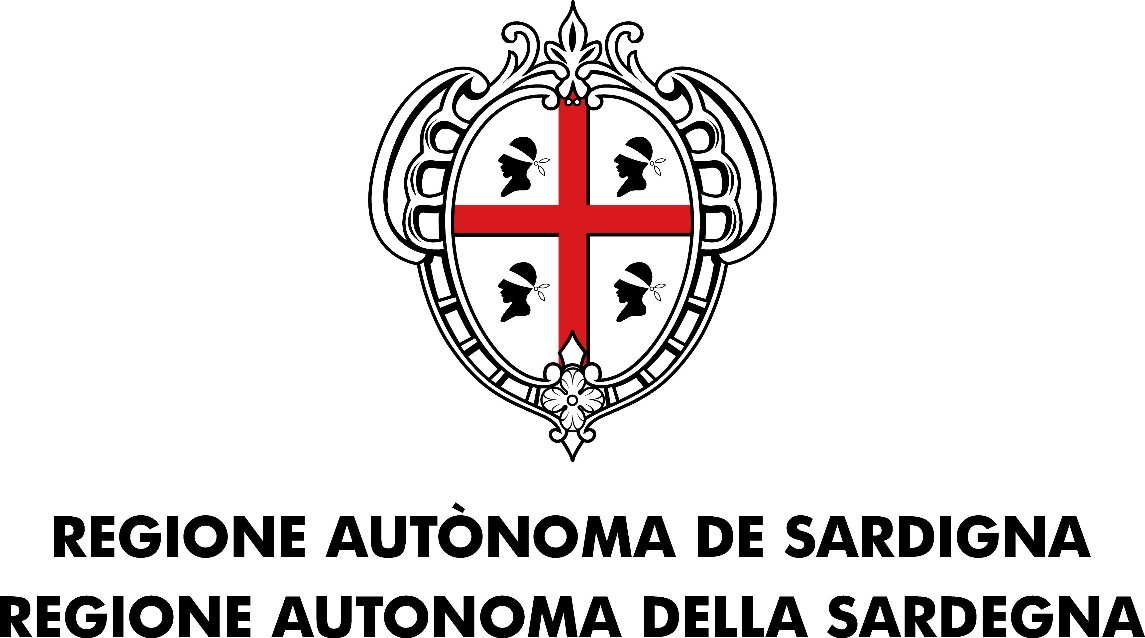 REGIONE AUTÒNOMA DE SARDIGNA
REGIONE AUTONOMA DELLA SARDEGNA